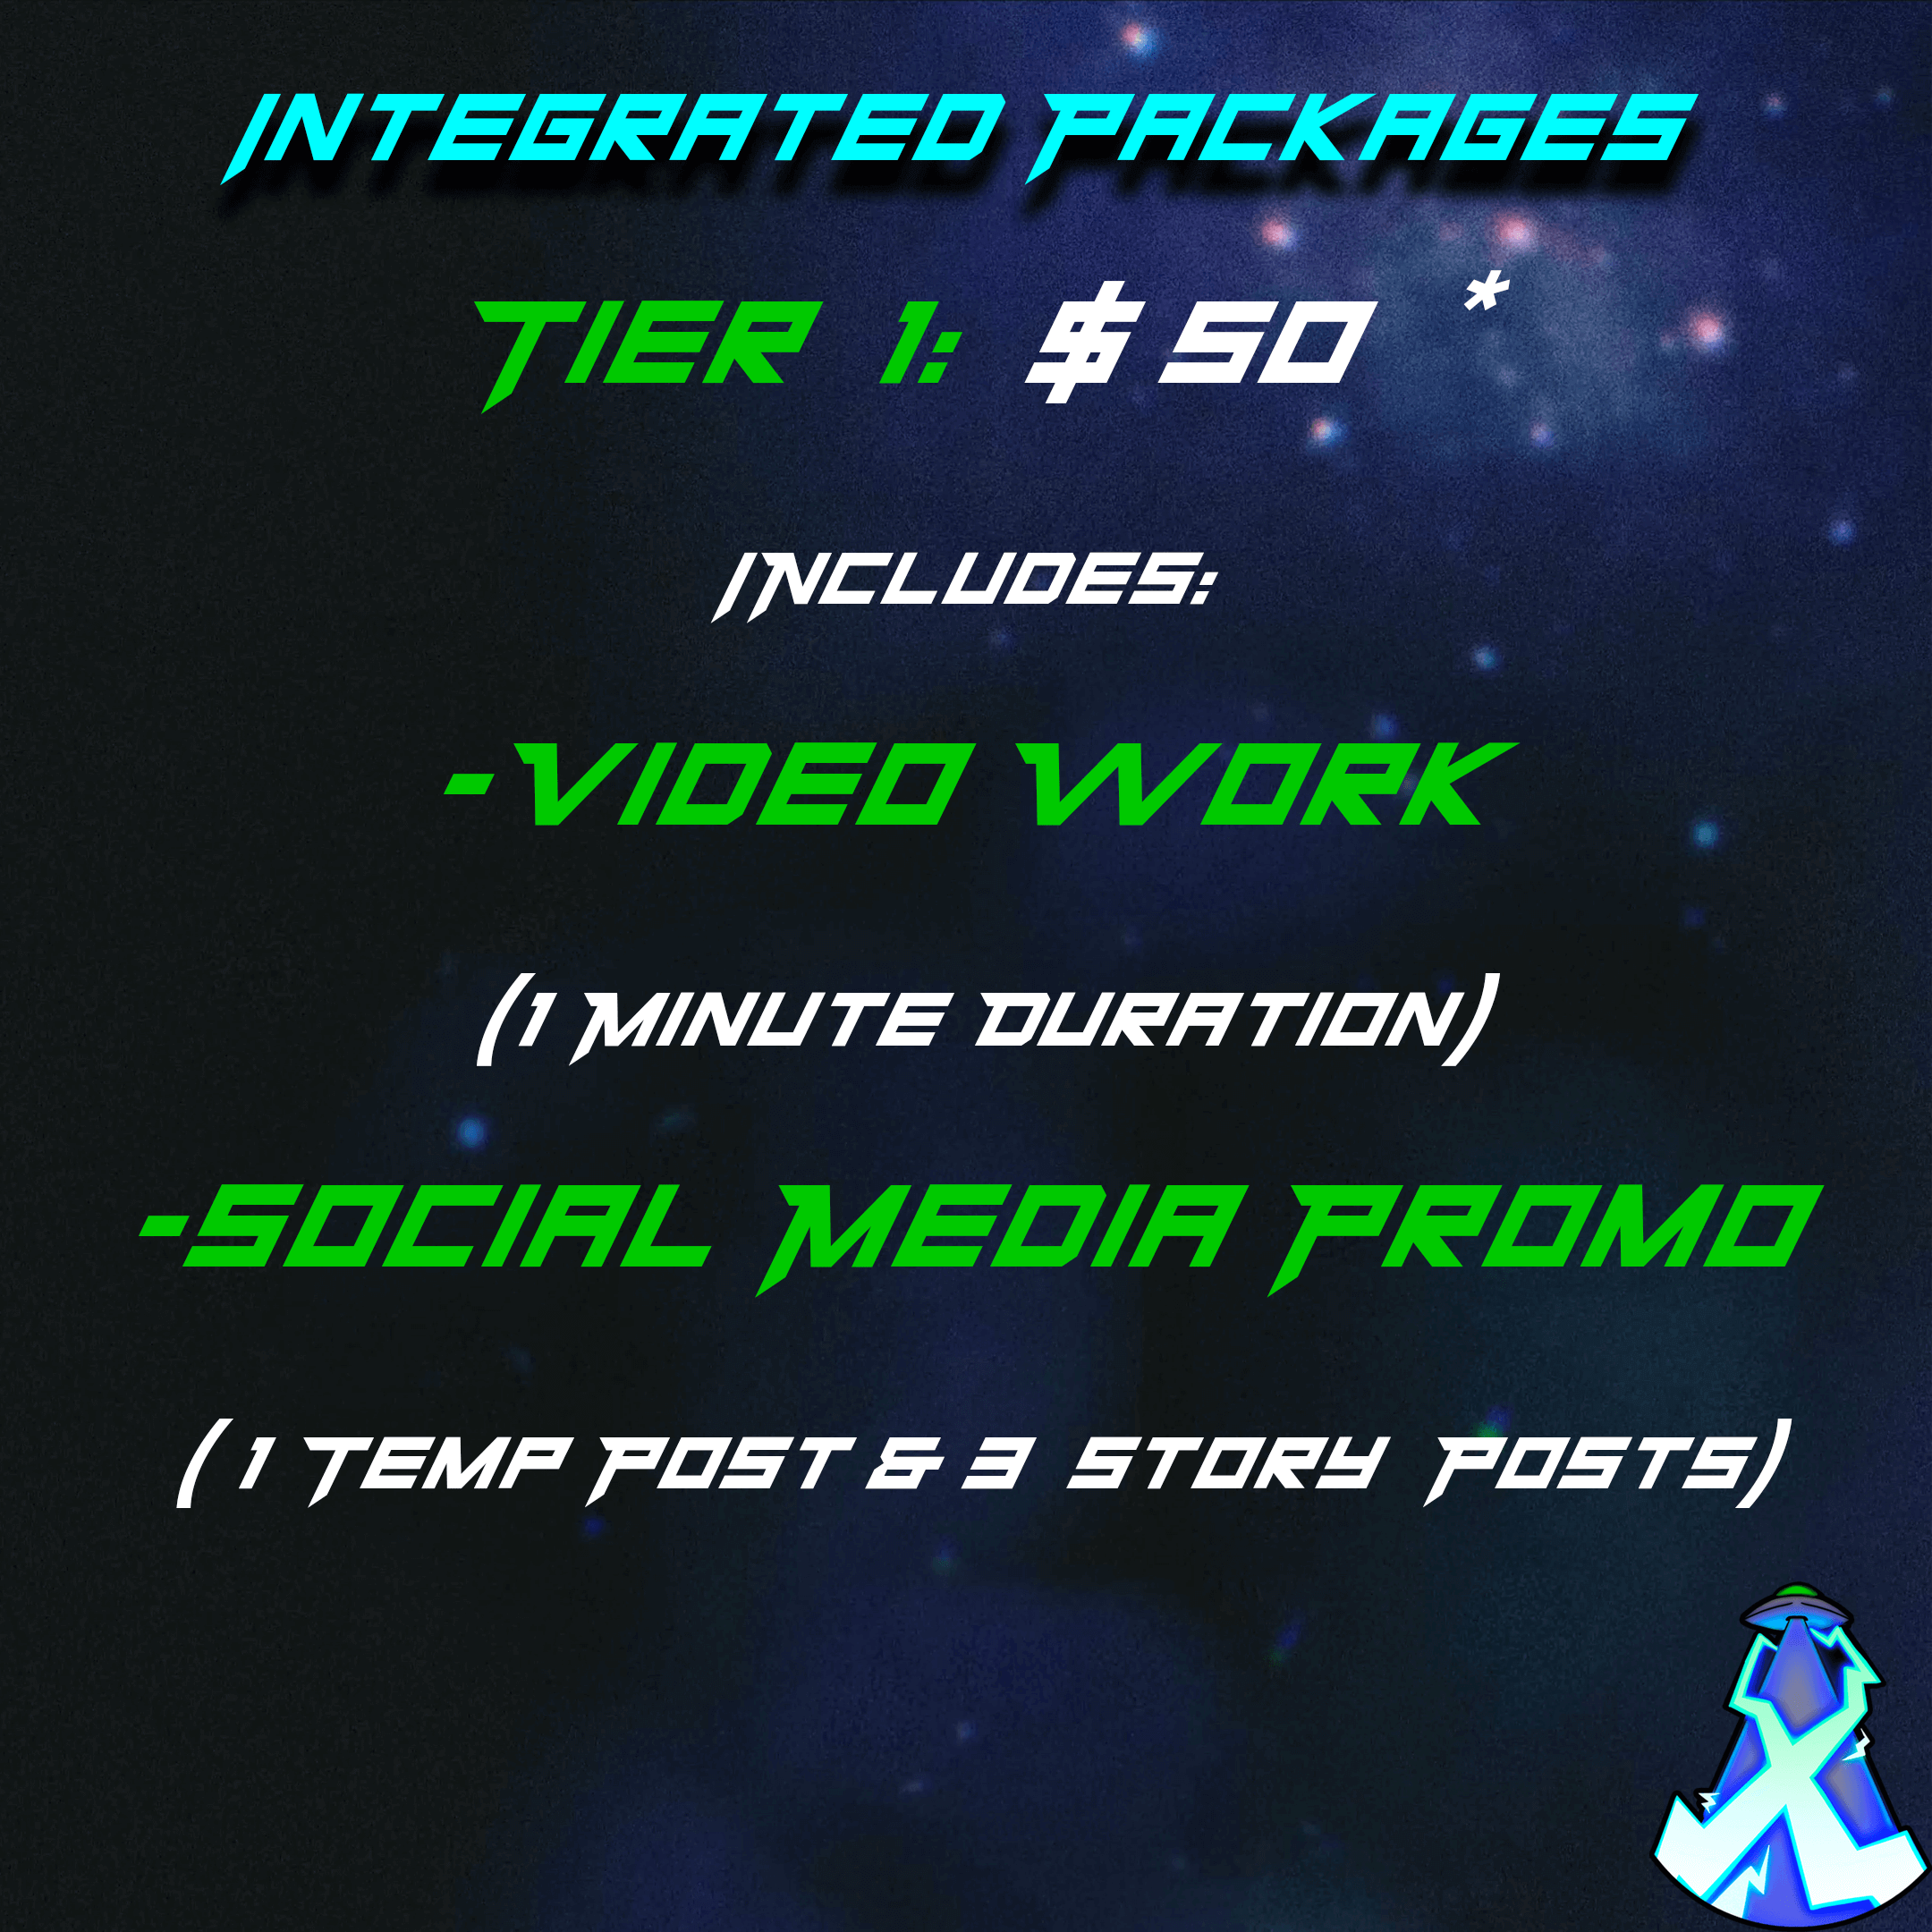 Integrated Packages
Tier 1: $50 *
Includes:
-Video Work
(1 Minute Duration)
-Social Media Promo
(1 Temp Post & 3 Story Posts)